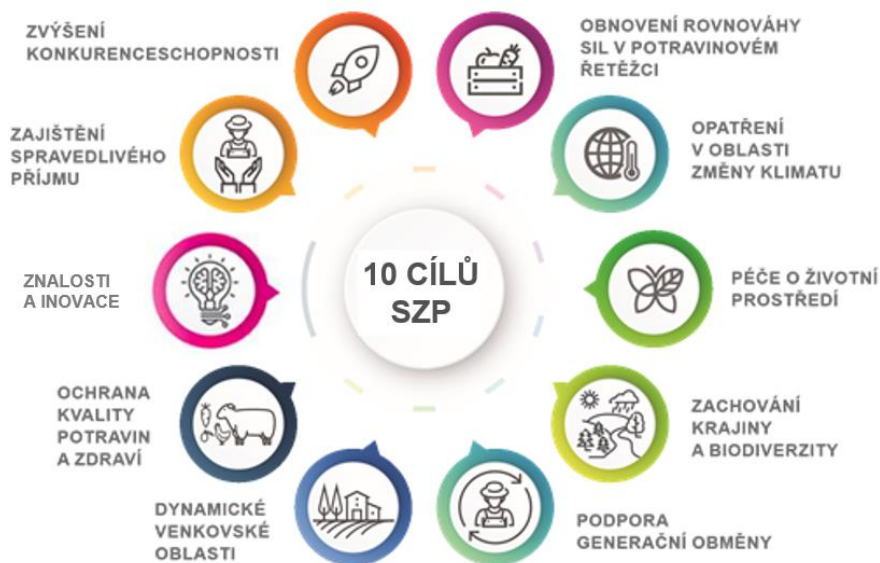 ZVÝŠENÍ
KONKURENCESCHOPNOSTI
OBNOVENÍ ROVNOVÁHY
SIL V POTRAVINOVÉM
ŘETĚZCI
ZAJIŠTĚNÍ
SPRAVEDLIVÉHO
PŘÍJMU
OPATŘENÍ
V OBLASTI
ZMĚNY KLIMATU
ZNALOSTI
A INOVACE
10 CÍLŮ
SZP
PÉČE O ŽIVOTNÍ
PROSTŘEDÍ
OCHRANA
KVALITY
POTRAVIN
A ZDRAVÍ
ZACHOVÁNÍ
KRAJINY
A BIODIVERZITY
DYNAMICKÉ
VENKOVSKÉ
OBLASTI
PODPORA
GENERAČNÍ OBMĚNY